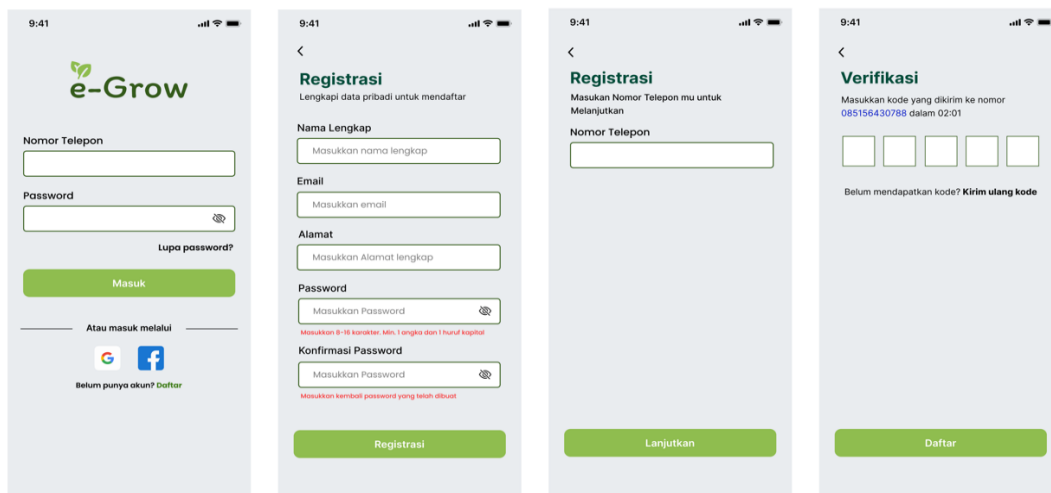 9:41
e-Grow
Nomor Telepon
Password
Lupa password?
Masuk
Atau masuk melalui
G
f
Belum punya akun? Daftar
9:41
Registrasi
Lengkapi data pribadi untuk mendaftar
Nama Lengkap
Masukkan nama lengkap
Email
Masukkan email
Alamat
Masukkan Alamat lengkap
Password
Masukkan Password
Masukkan 8-16 karakter. Min. 1 angka dan 1 huruf kapital
Konfirmasi Password
Masukkan Password
Masukkan kembali password yang telah dibuat
Registrasi
9:41
Registrasi
Masukan Nomor Telepon mu untuk
Melanjutkan
Nomor Telepon
Lanjutkan
9:41
Verifikasi
Masukkan kode yang dikirim ke nomor
085156430788 dalam 02:01
Belum mendapatkan kode? Kirim ulang kode
Daftar